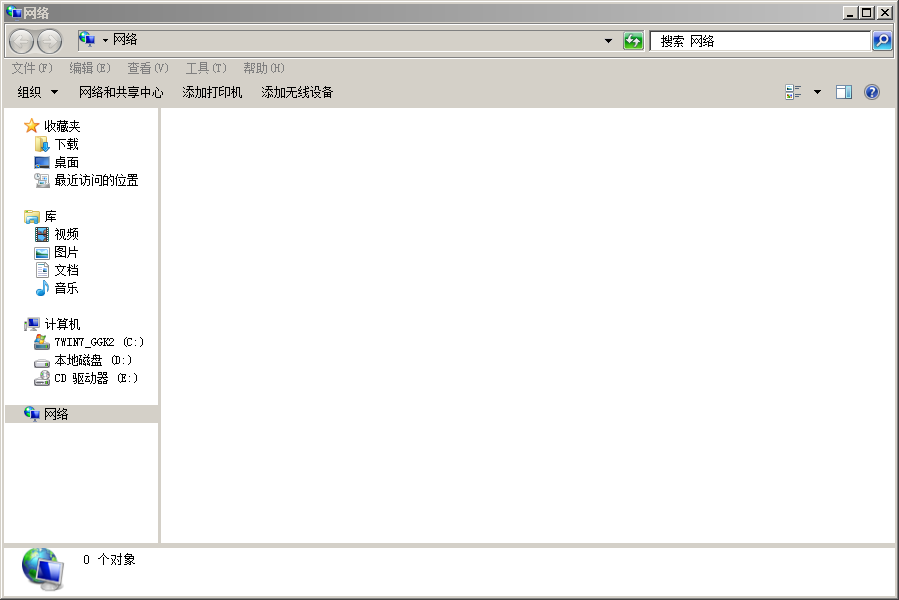 网络
网络
搜索 网络
文件(F) 编辑(E) 查看(V) 工具(T) 帮助(H)
组织 网络和共享中心 添加打印机 添加无线设备
收藏夹
下载
桌面
最近访问的位置
库
视频
图片
文档
音乐
计算机
7WIN7_GGK2 (C:)
本地磁盘 (D:)
CD 驱动器 (E:)
网络
0 个对象